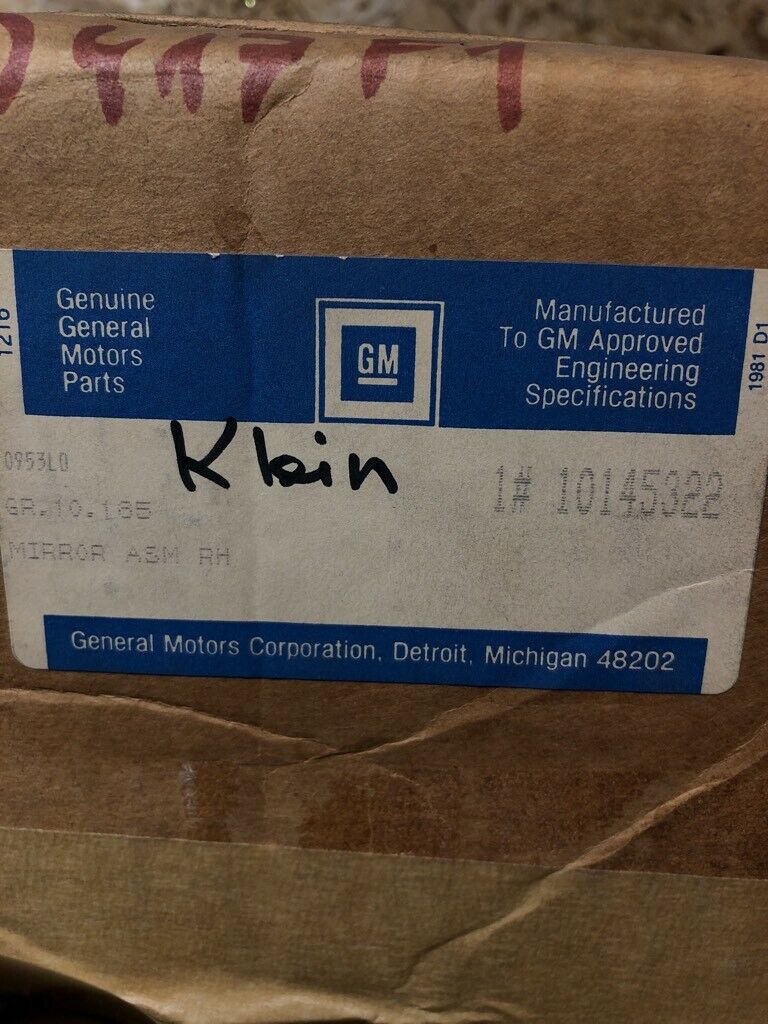 Genuine
General
Motors
Parts
GM
Manufactured
To GM Approved
Engineering
Specifications
1216
1981 D1
Klein
0953LO
1# 10145322
GR.10.185
MIRROR ASM RH
General Motors Corporation, Detroit, Michigan 48202